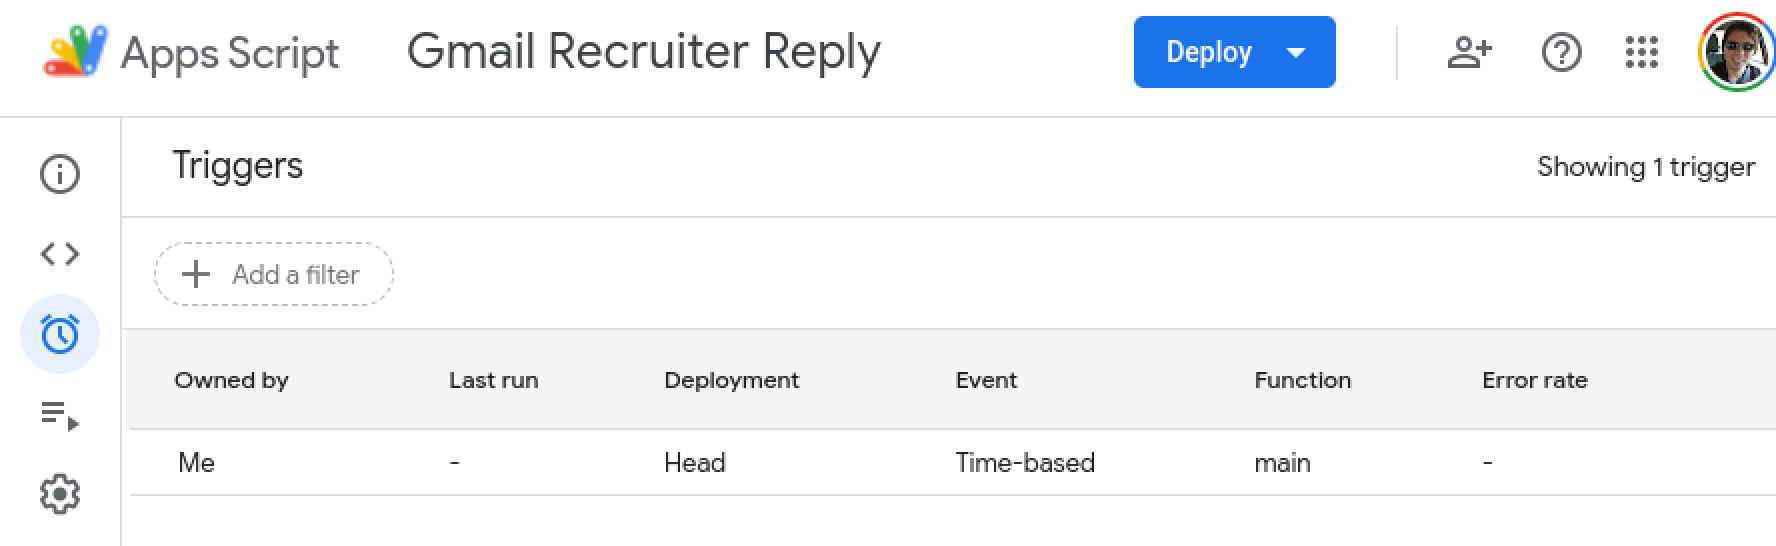 Apps Script Gmail Recruiter Reply Deploy
Triggers Showing 1 trigger
Add a filter
Owned by Last run Deployment Event Function Error rate
Me - Head Time-based main -